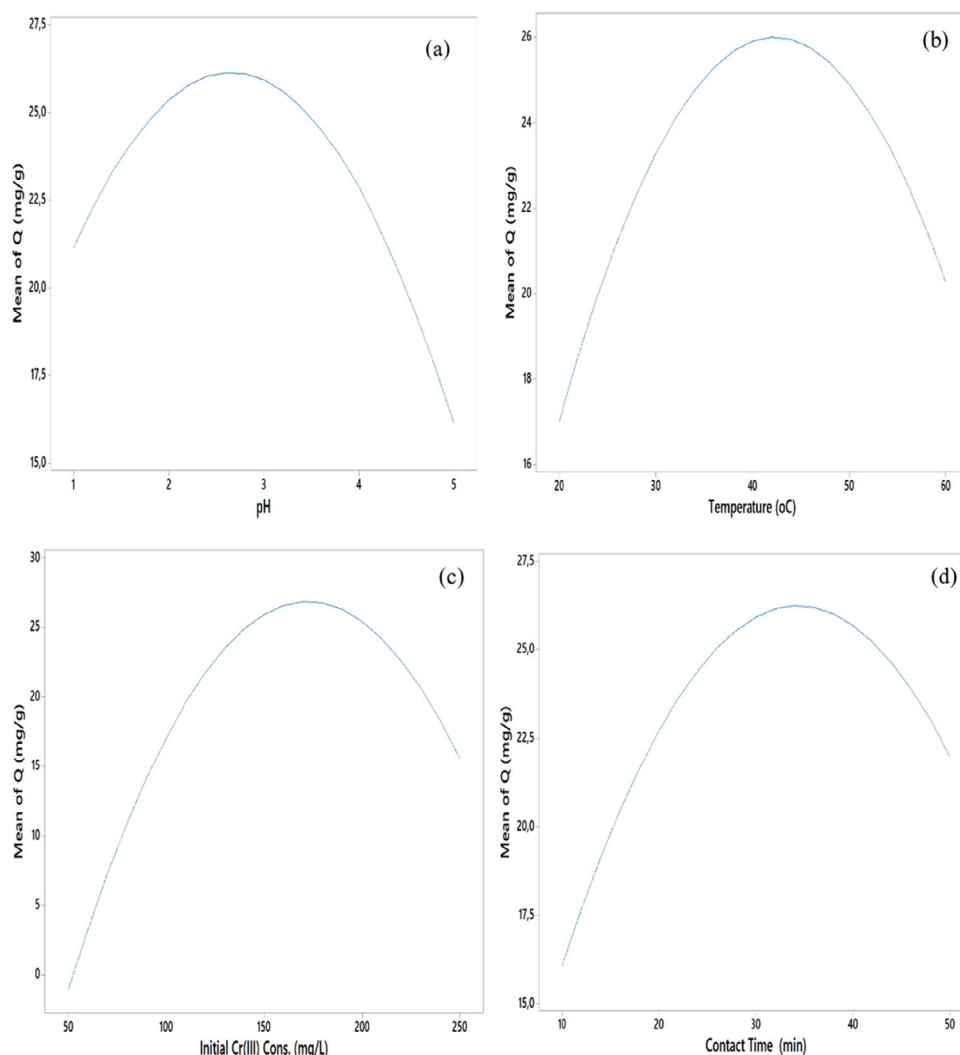 (a)
27,5
25,0
22,5
20,0
17,5
15,0
Mean of Q (mg/g)
1 2 3 4 5
pH
(b)
26
24
22
20
18
16
Mean of Q (mg/g)
20 30 40 50 60
Temperature (oC)
(c)
30
25
20
15
10
5
0
Mean of Q (mg/g)
50 100 150 200 250
Initial Cr(III) Cons. (mg/L)
(d)
27,5
25,0
22,5
20,0
17,5
15,0
Mean of Q (mg/g)
10 20 30 40 50
Contact Time (min)